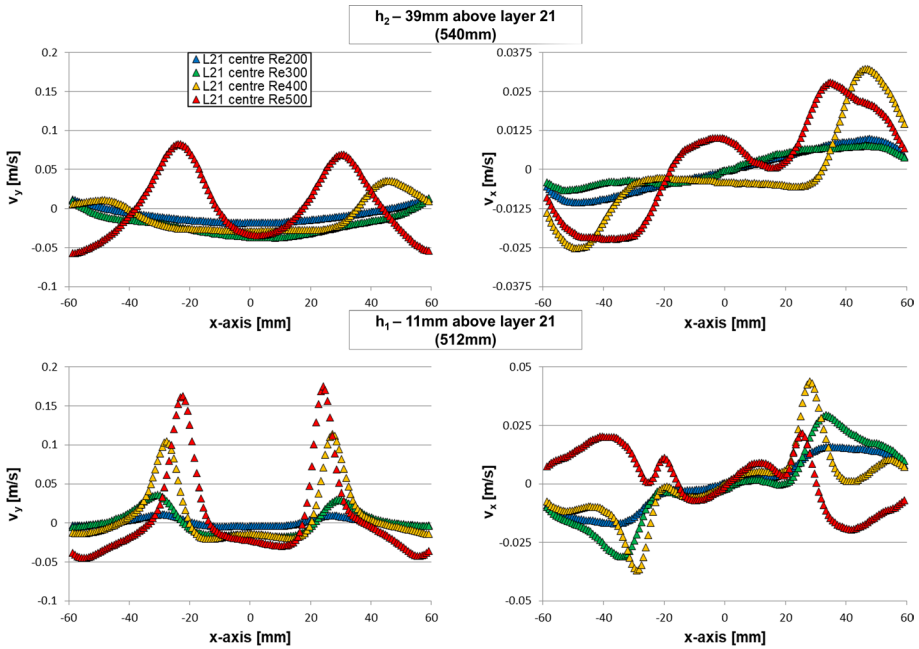 h₂ – 39mm above layer 21
(540mm)
0.2
0.15
0.1
0.05
0
-0.05
-0.1
v_y [m/s]
L21 centre Re200
L21 centre Re300
L21 centre Re400
L21 centre Re500
-60 -40 -20 0 20 40 60
x-axis [mm]
0.0375
0.025
0.0125
0
-0.0125
-0.025
-0.0375
v_x [m/s]
-60 -40 -20 0 20 40 60
x-axis [mm]
h₁ – 11mm above layer 21
(512mm)
0.2
0.15
0.1
0.05
0
-0.05
-0.1
v_y [m/s]
-60 -40 -20 0 20 40 60
x-axis [mm]
0.05
0.025
0
-0.025
-0.05
v_x [m/s]
-60 -40 -20 0 20 40 60
x-axis [mm]